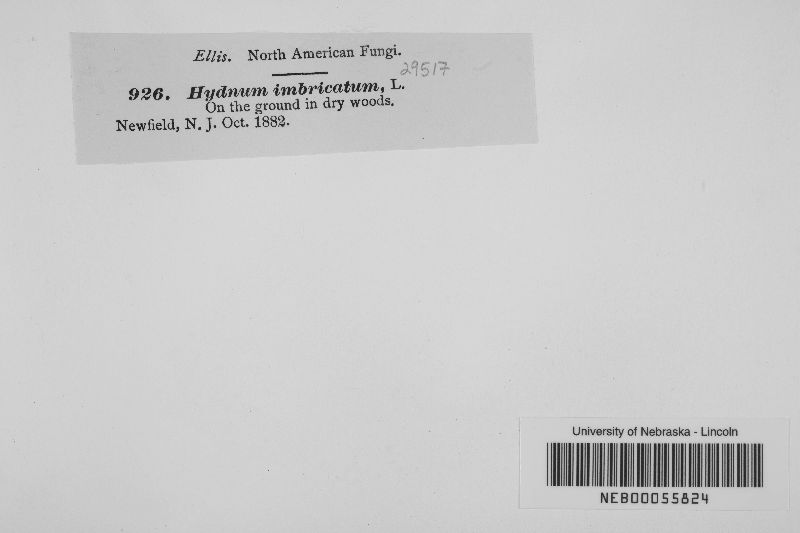 Ellis. North American Fungi.
29517
926. Hydnum imbricatum, L.
On the ground in dry woods.
Newfield, N. J. Oct. 1882.
University of Nebraska - Lincoln
NEB00055824